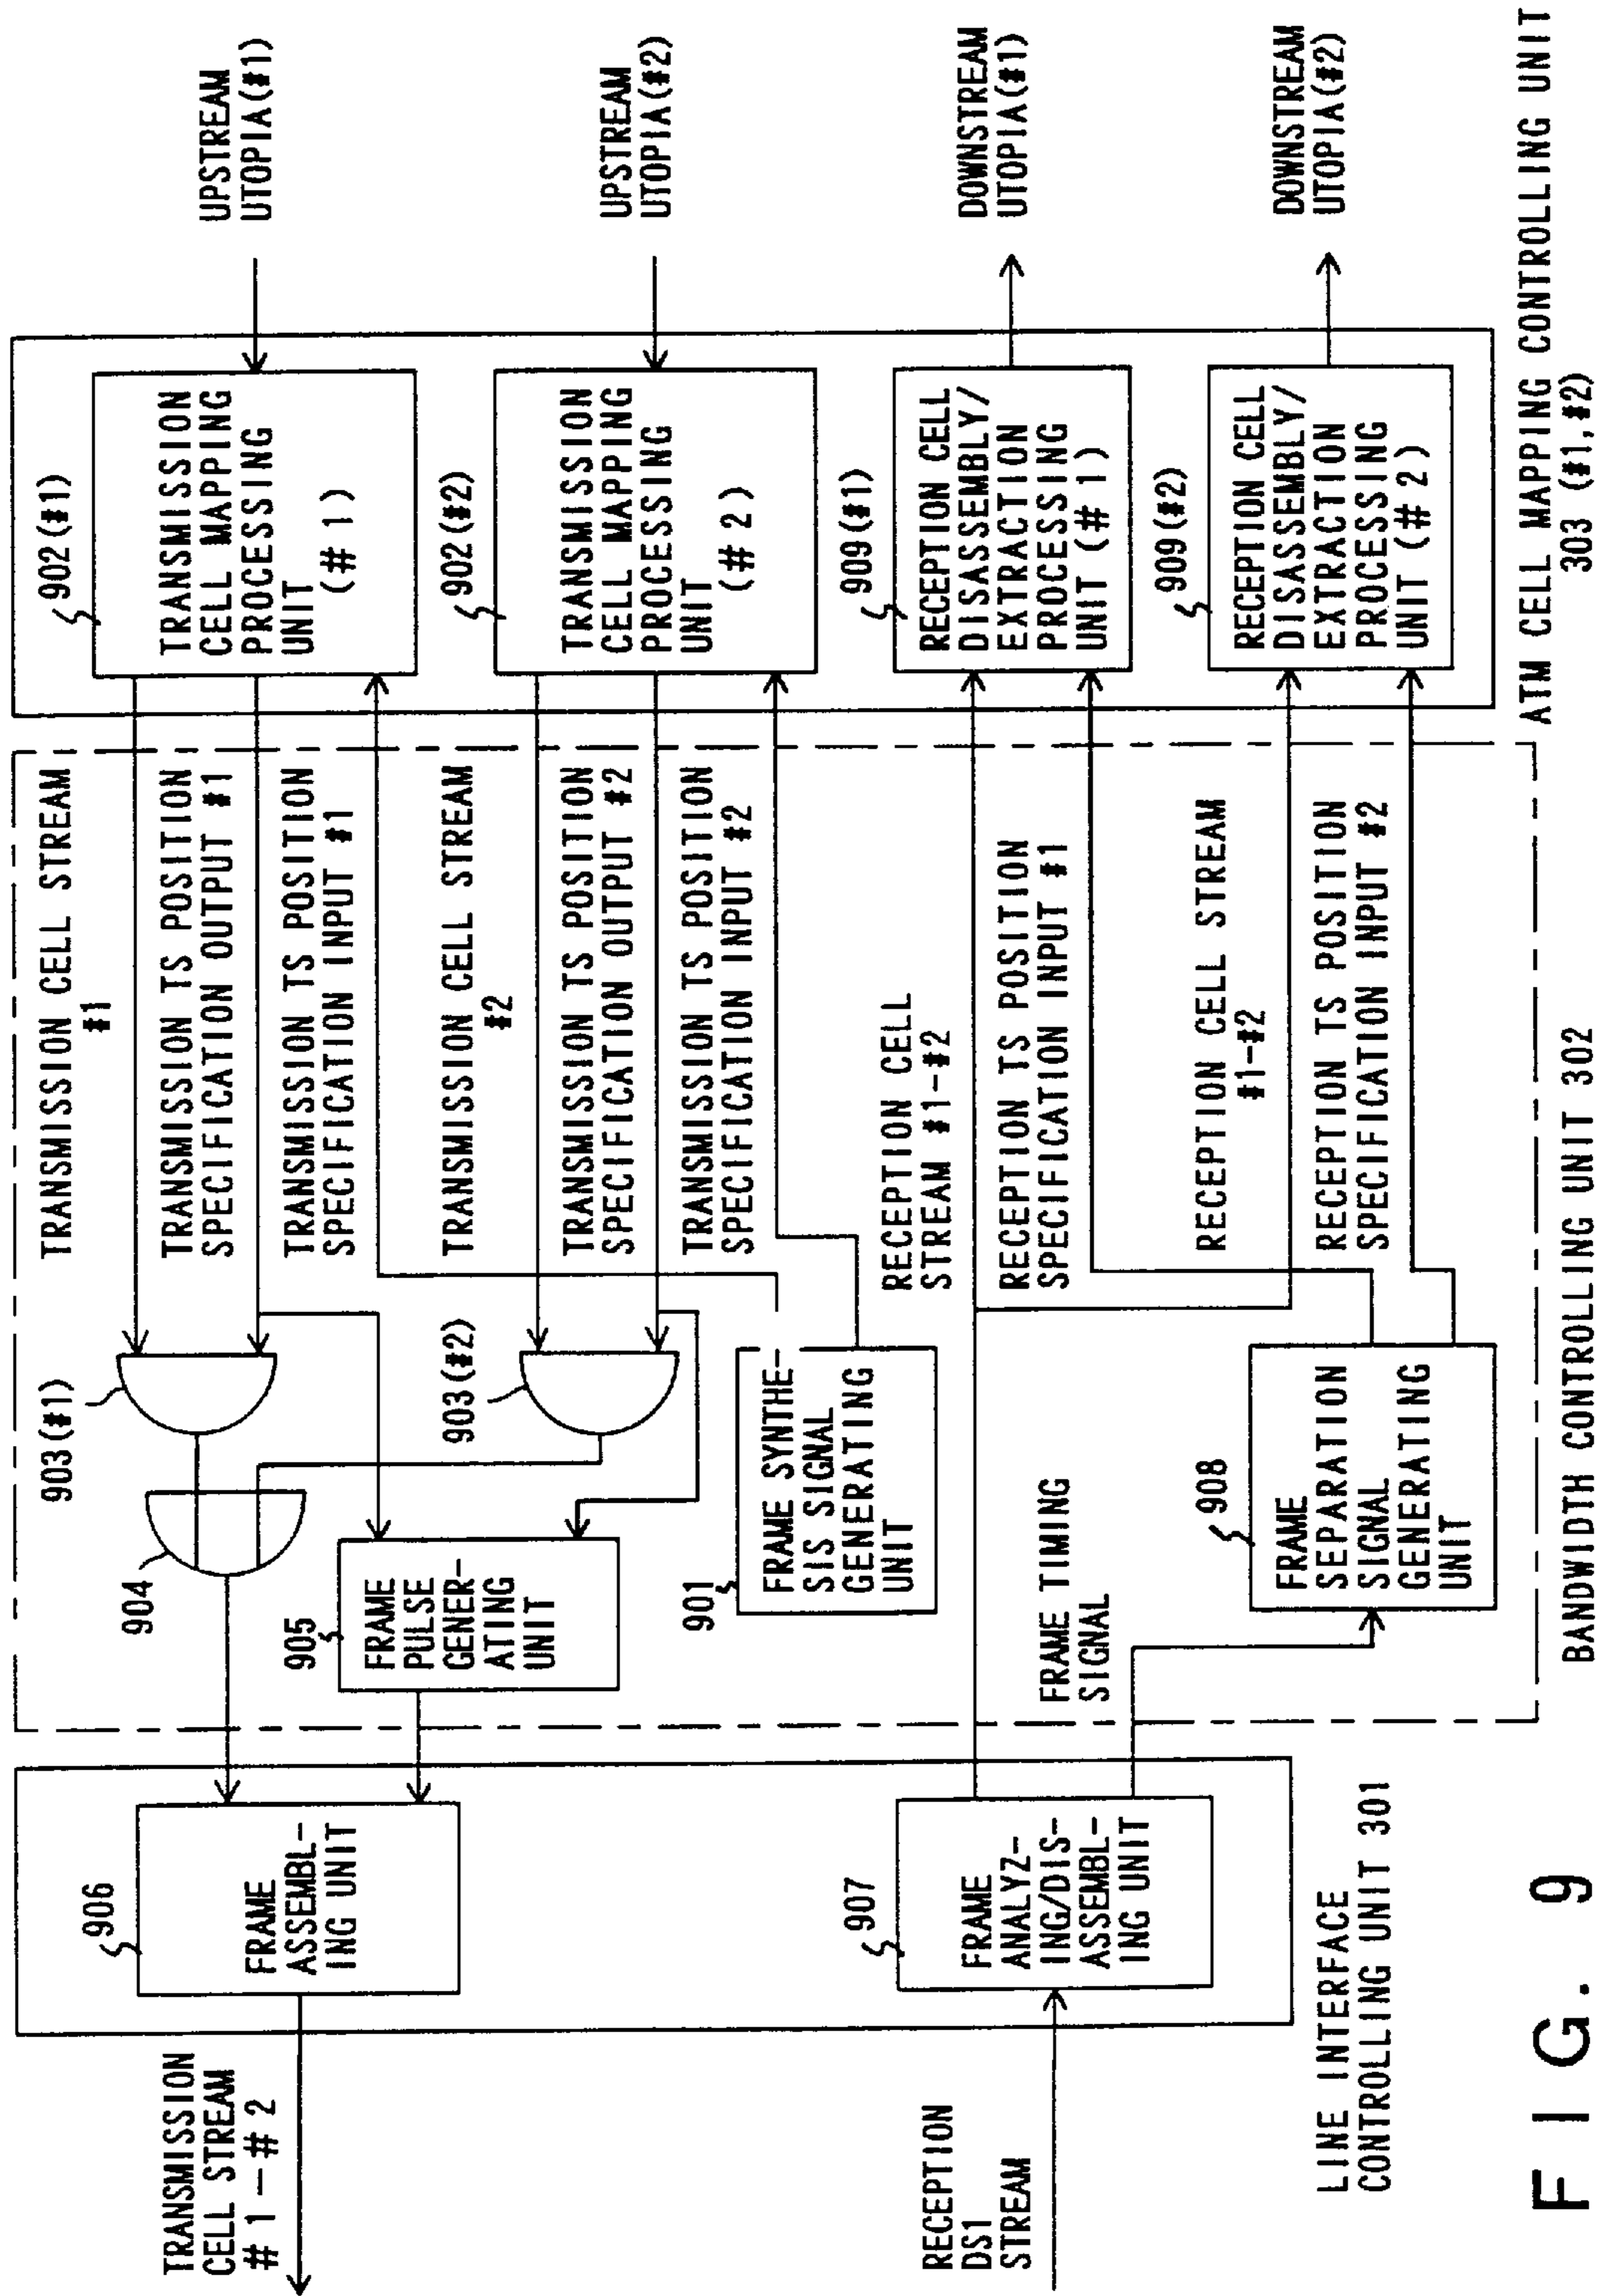 TRANSMISSION
CELL STREAM
# 1 – # 2
RECEPTION
DS1
STREAM
906
FRAME
ASSEMBL-
ING UNIT
907
FRAME
ANALYZ-
ING/DIS-
ASSEMBL-
ING UNIT
LINE INTERFACE
CONTROLLING UNIT 301
903(#1)
904
905
FRAME
PULSE
GENER-
ATING
UNIT
903(#2)
901
FRAME SYNTHE-
SIS SIGNAL
GENERATING
UNIT
FRAME TIMING
SIGNAL
908
FRAME
SEPARATION
SIGNAL
GENERATING
UNIT
TRANSMISSION CELL STREAM
#1
TRANSMISSION TS POSITION
SPECIFICATION OUTPUT #1
TRANSMISSION TS POSITION
SPECIFICATION INPUT #1
TRANSMISSION CELL STREAM
#2
TRANSMISSION TS POSITION
SPECIFICATION OUTPUT #2
TRANSMISSION TS POSITION
SPECIFICATION INPUT #2
RECEPTION CELL
STREAM #1-#2
RECEPTION TS POSITION
SPECIFICATION INPUT #1
RECEPTION CELL STREAM
#1-#2
RECEPTION TS POSITION
SPECIFICATION INPUT #2
BANDWIDTH CONTROLLING UNIT 302
902(#1)
TRANSMISSION
CELL MAPPING
PROCESSING
UNIT
(# 1)
902(#2)
TRANSMISSION
CELL MAPPING
PROCESSING
UNIT
(# 2)
909(#1)
RECEPTION CELL
DISASSEMBLY/
EXTRACTION
PROCESSING
UNIT (# 1)
909(#2)
RECEPTION CELL
DISASSEMBLY/
EXTRACTION
PROCESSING
UNIT (# 2)
UPSTREAM
UTOPIA(#1)
UPSTREAM
UTOPIA(#2)
DOWNSTREAM
UTOPIA(#1)
DOWNSTREAM
UTOPIA(#2)
ATM CELL MAPPING CONTROLLING UNIT
303 (#1,#2)
FIG. 9